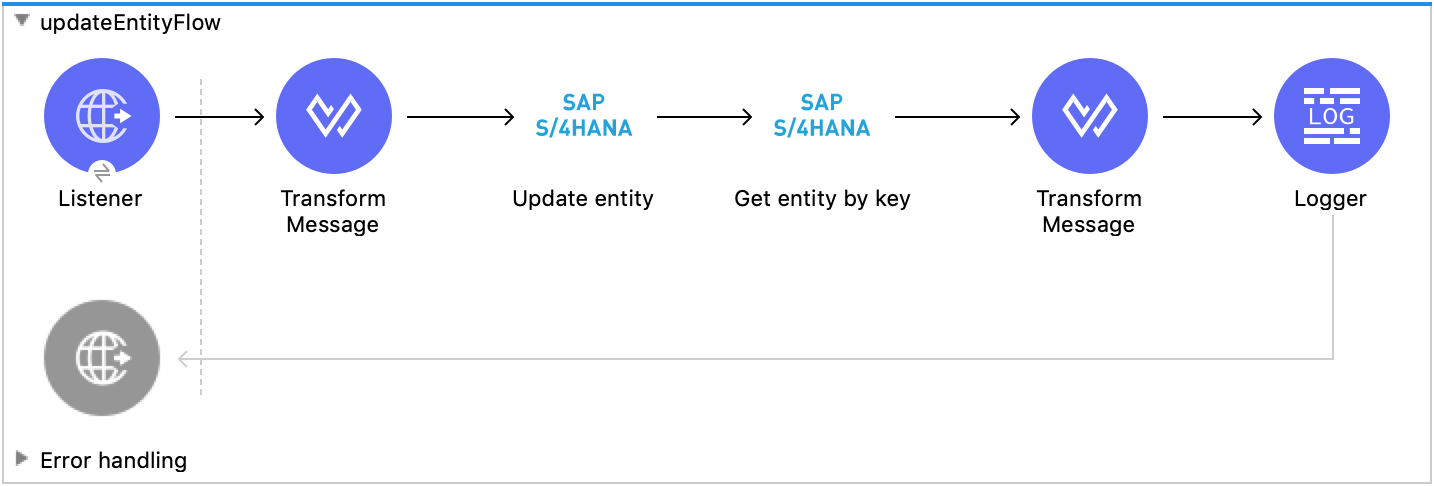 updateEntityFlow
SAP
S/4HANA
SAP
S/4HANA
LOG
Listener
Transform
Message
Update entity
Get entity by key
Transform
Message
Logger
Error handling